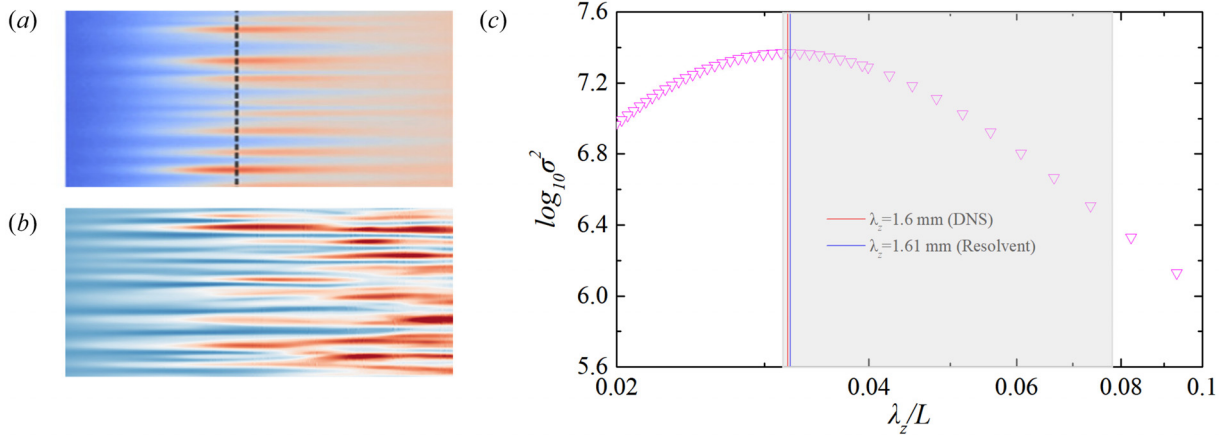 (a)
(b)
(c)
7.6
7.2
6.8
6.4
6.0
5.6
log₁₀σ²
λz=1.6 mm (DNS)
λz=1.61 mm (Resolvent)
0.02
0.04
0.06
0.08
0.1
λz/L